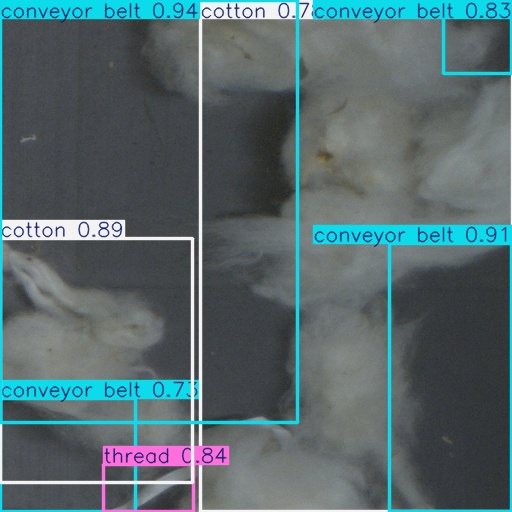 conveyor belt 0.94
cotton 0.7
conveyor belt 0.83
cotton 0.89
conveyor belt 0.91
conveyor belt 0.73
thread 0.84